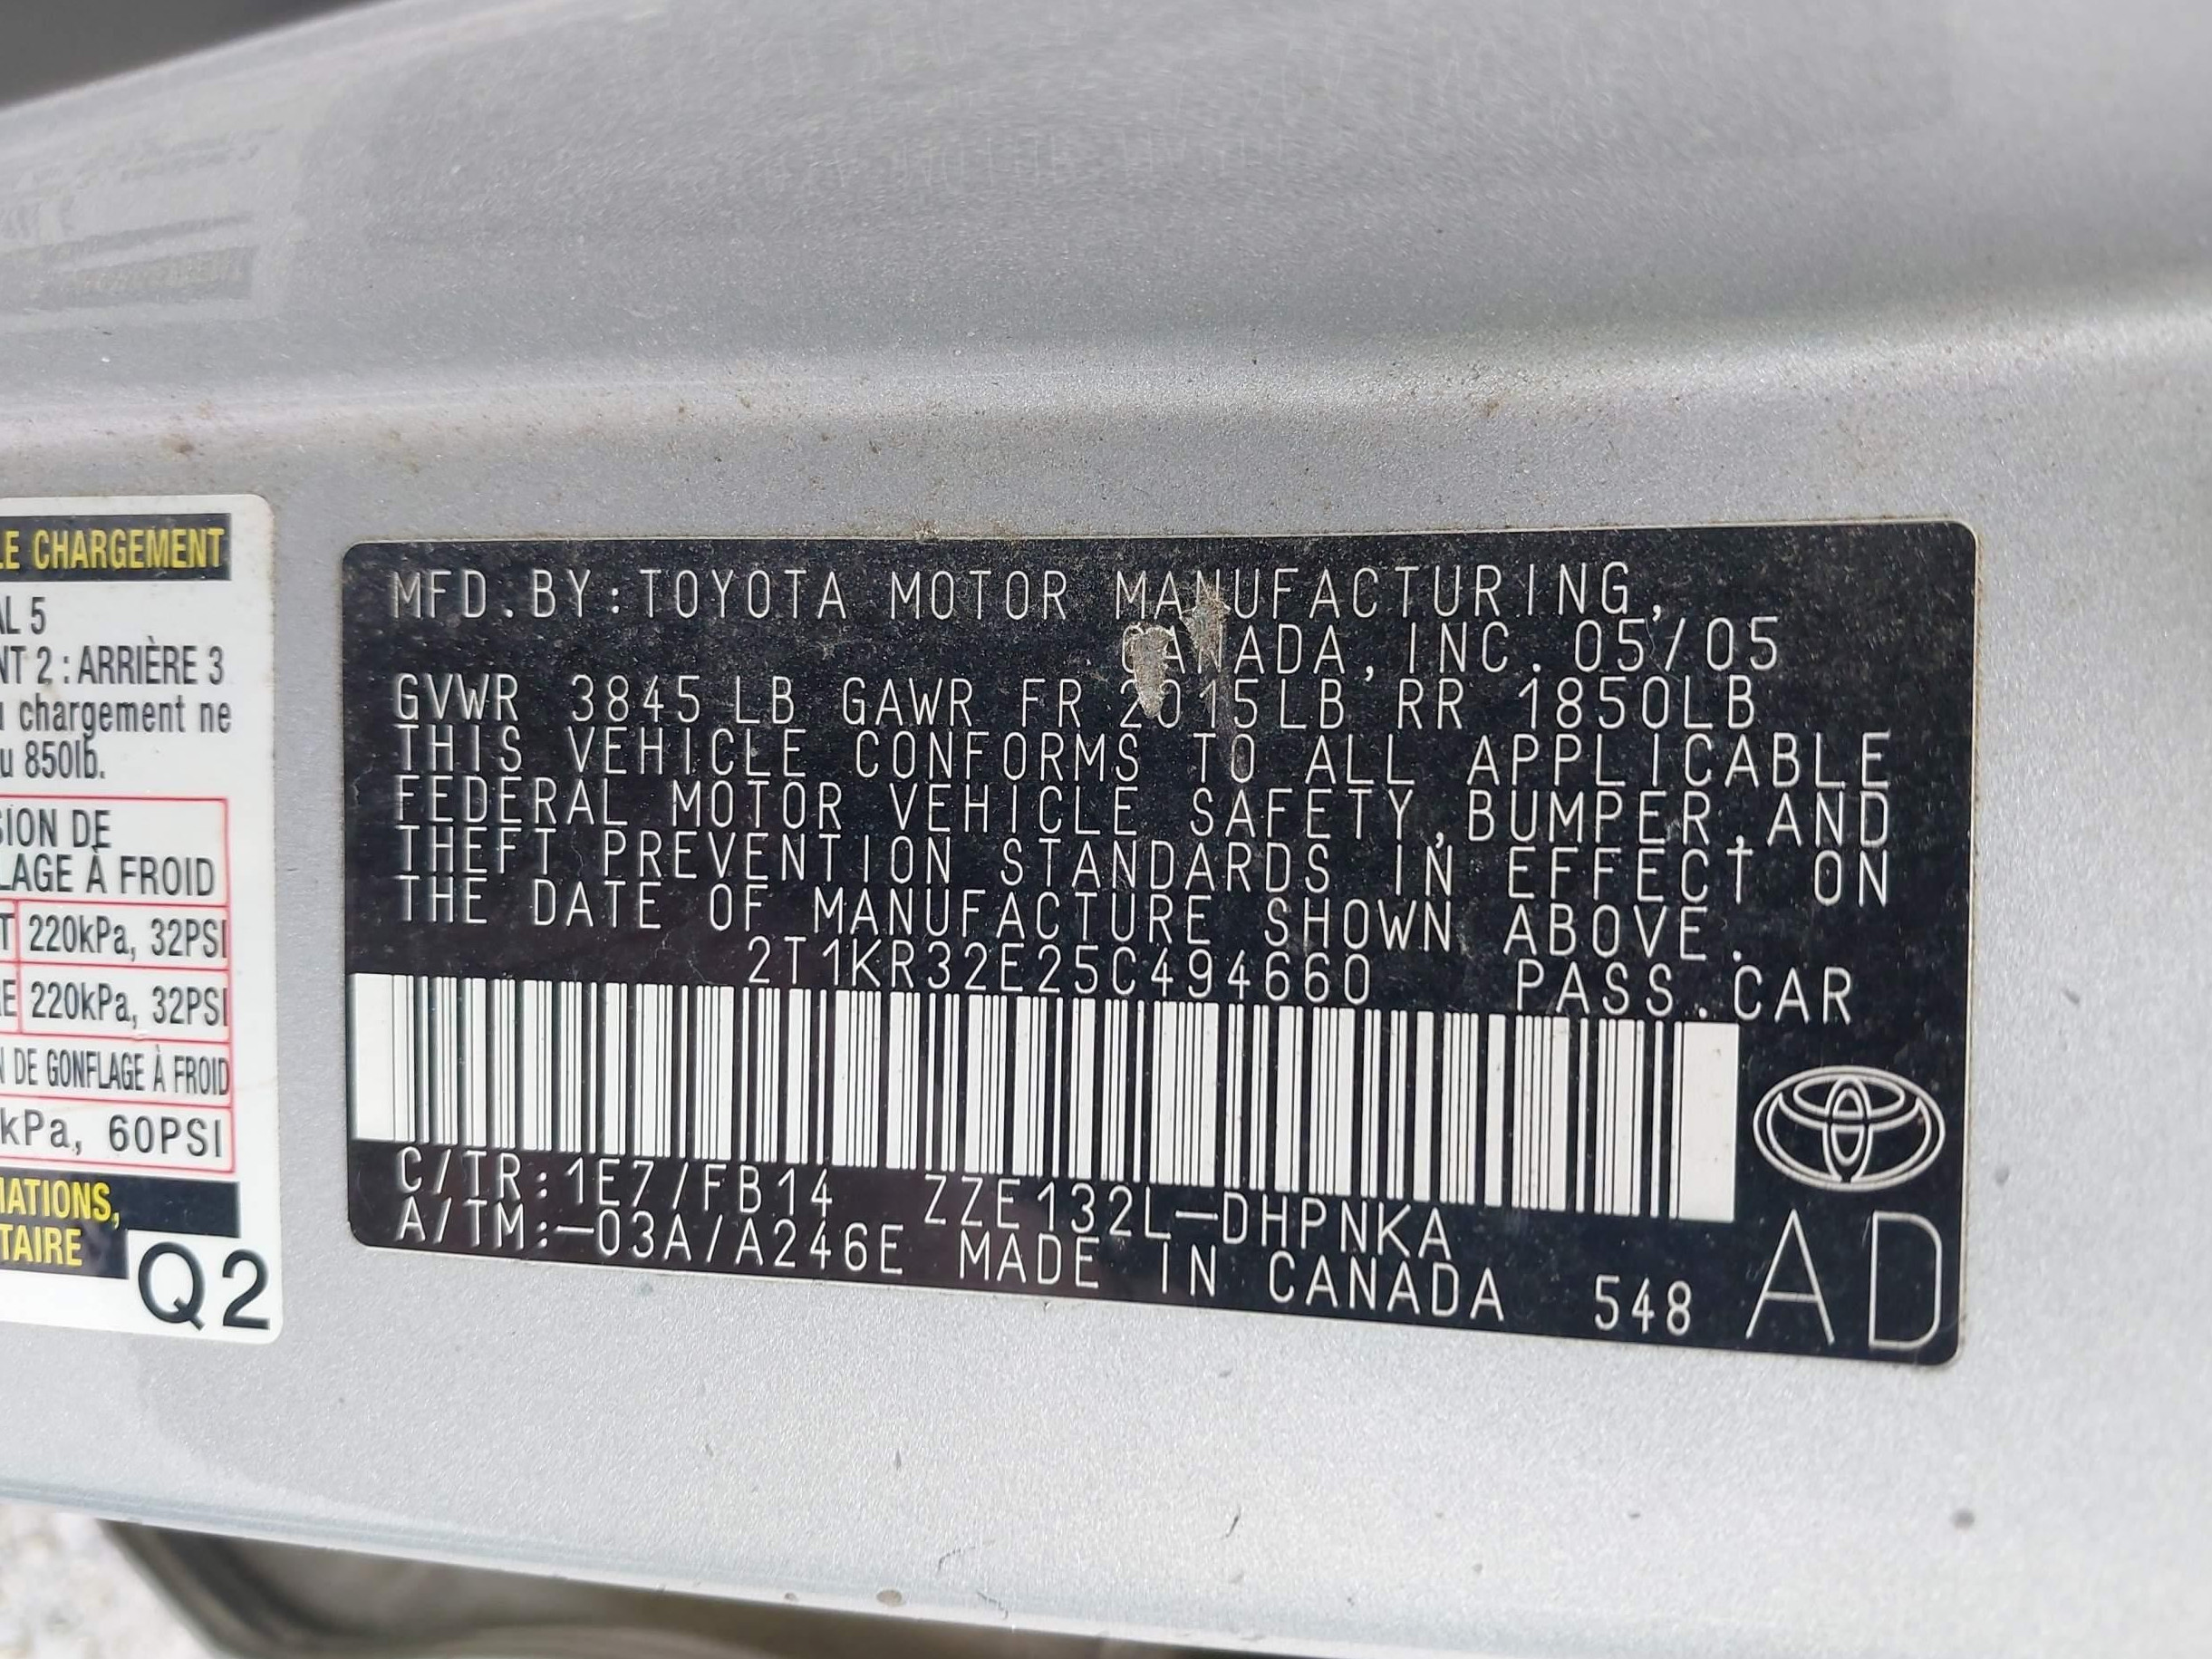 LE CHARGEMENT
AL 5
NT 2 : ARRIÈRE 3
chargement ne
u 850lb.
SION DE
LAGE À FROID
T 220kPa, 32PSI
E 220kPa, 32PSI
N DE GONFLAGE À FROID
kPa, 60PSI
MATIONS,
TAIRE
Q2
MFD.BY:TOYOTA MOTOR MANUFACTURING,
CANADA,INC. 05/05
GVWR 3845 LB GAWR FR 2015LB RR 1850LB
THIS VEHICLE CONFORMS TO ALL APPLICABLE
FEDERAL MOTOR VEHICLE SAFETY,BUMPER,AND
THEFT PREVENTION STANDARDS IN EFFECT ON
THE DATE OF MANUFACTURE SHOWN ABOVE.
2T1KR32E25C494660 PASS.CAR
C/TR:1E7/FB14 ZZE132L-DHPNKA
A/TM:-03A/A246E MADE IN CANADA 548
AD